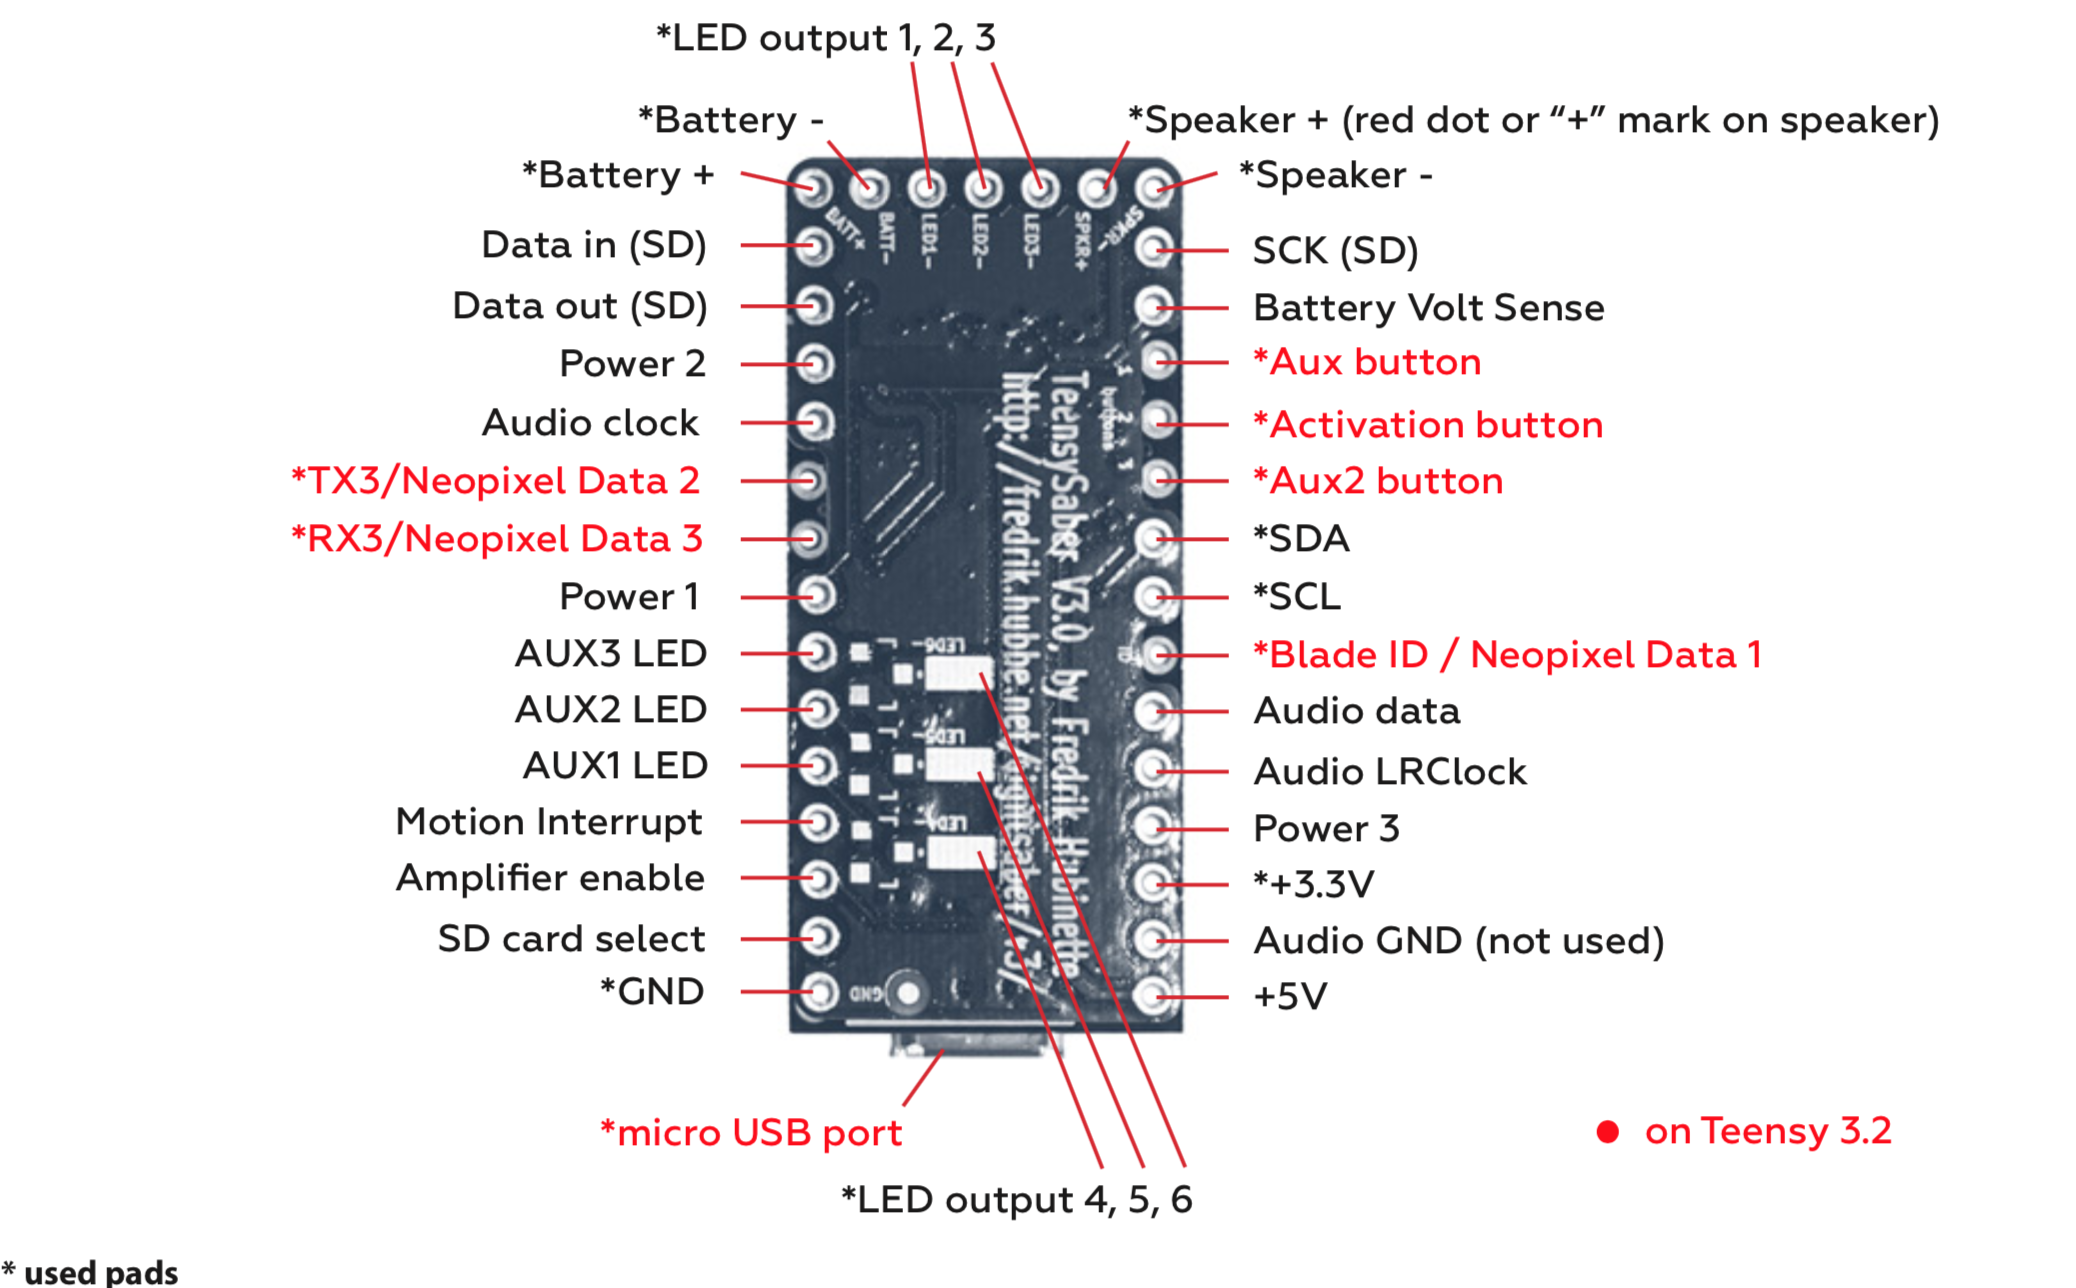 *LED output 1, 2, 3
*Battery -
*Speaker + (red dot or “+” mark on speaker)
*Battery +
*Speaker -
Data in (SD)
SCK (SD)
Data out (SD)
Battery Volt Sense
Power 2
*Aux button
Audio clock
*Activation button
*TX3/Neopixel Data 2
*Aux2 button
*RX3/Neopixel Data 3
*SDA
Power 1
*SCL
AUX3 LED
*Blade ID / Neopixel Data 1
AUX2 LED
Audio data
AUX1 LED
Audio LRClock
Motion Interrupt
Power 3
Amplifier enable
*+3.3V
SD card select
Audio GND (not used)
*GND
+5V
BATT+
BATT-
LED1-
LED2-
LED3-
SPKR+
SPKR-
1
2
3
buttons
TeensySaber V3.0, by Fredrik Hubinette.
http://fredrik.hubbe.net/lightsaber/v3/
LED6-
LED5-
LED4-
ID
GND
*micro USB port
on Teensy 3.2
*LED output 4, 5, 6
* used pads